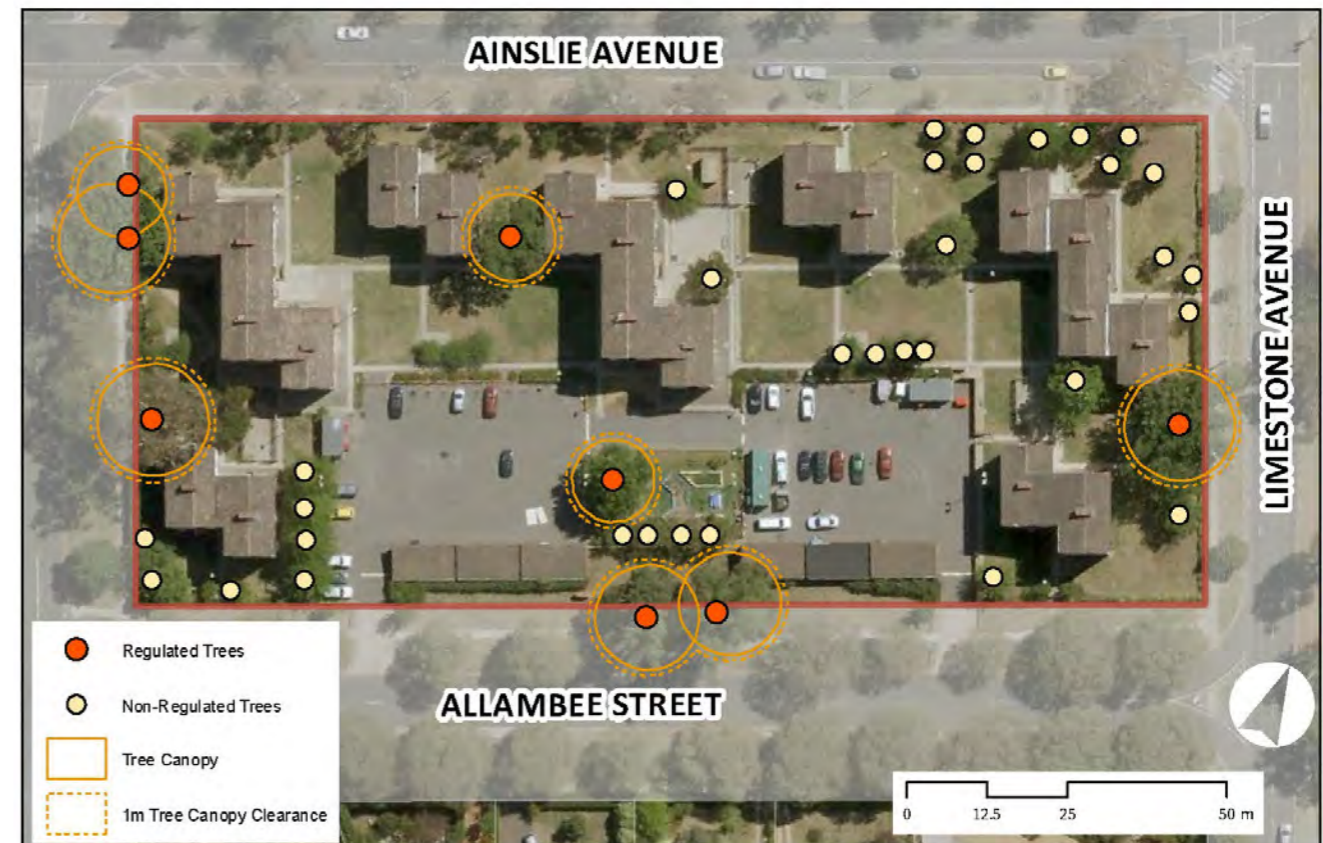 AINSLIE AVENUE
LIMESTONE AVENUE
Regulated Trees
Non-Regulated Trees
Tree Canopy
1m Tree Canopy Clearance
ALLAMBEE STREET
0 12.5 25 50 m